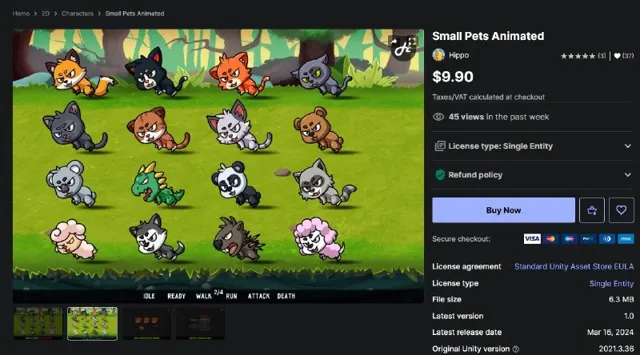 Home > 2D > Characters > Small Pets Animated
Small Pets Animated
Hippo
(3) | (37)
$9.90
Taxes/VAT calculated at checkout
45 views in the past week
License type: Single Entity
Refund policy
Buy Now
Secure checkout: VISA
License agreement Standard Unity Asset Store EULA
License type Single Entity
File size 6.3 MB
Latest version 1.0
Latest release date Mar 16, 2024
Original Unity version 2021.3.36
2/4
IDLE READY WALK RUN ATTACK DEATH